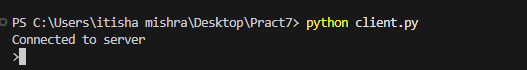 PS C:\Users\itisha mishra\Desktop\Pract7> python client.py
Connected to server
>